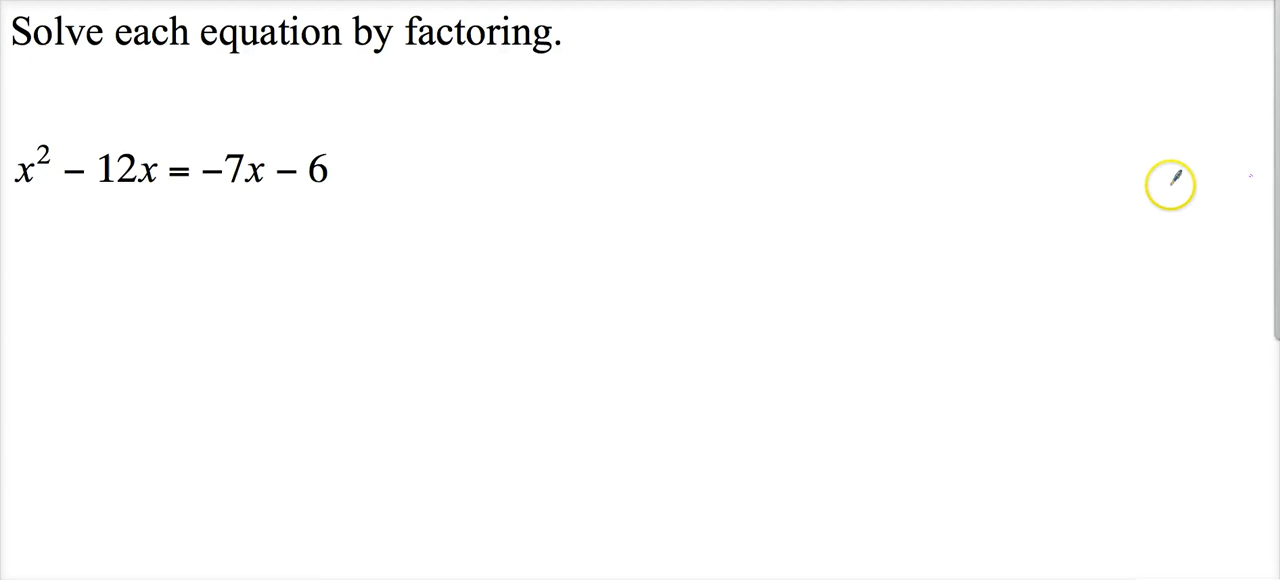 Solve each equation by factoring.
x² − 12x = −7x − 6